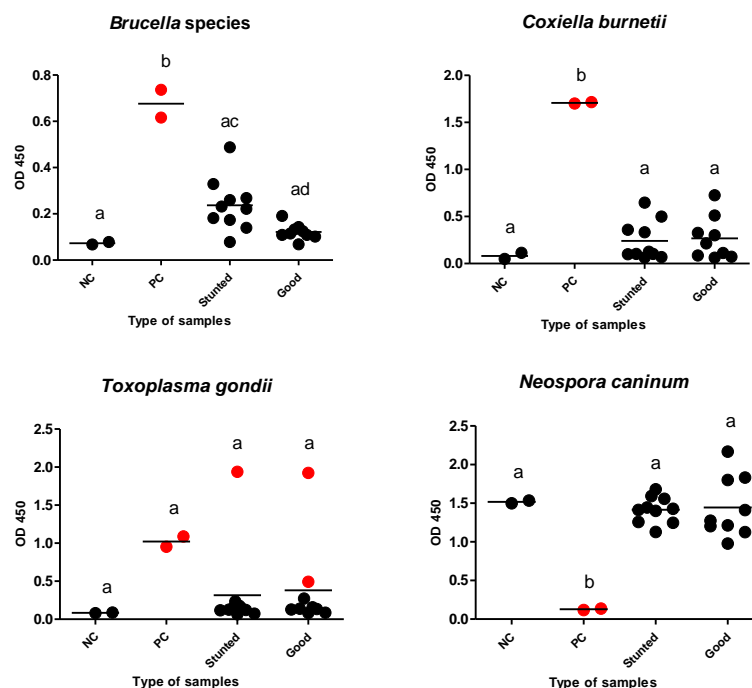 Brucella species
b
ac
ad
a
0.8
0.6
0.4
0.2
0.0
OD 450
NC
PC
Stunted
Good
Type of samples
Coxiella burnetii
b
a
a
a
2.0
1.5
1.0
0.5
0.0
OD 450
NC
PC
Stunted
Good
Type of samples
Toxoplasma gondii
a
a
a
a
2.5
2.0
1.5
1.0
0.5
0.0
OD 450
NC
PC
Stunted
Good
Type of samples
Neospora caninum
a
a
a
b
2.5
2.0
1.5
1.0
0.5
0.0
OD 450
NC
PC
Stunted
Good
Type of samples